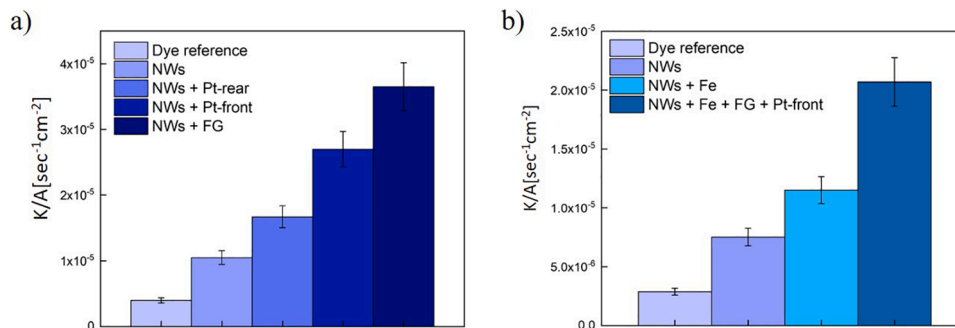 a)
K/A[sec⁻¹cm⁻²]
4x10⁻⁵
3x10⁻⁵
2x10⁻⁵
1x10⁻⁵
0
Dye reference
NWs
NWs + Pt-rear
NWs + Pt-front
NWs + FG
b)
K/A[sec⁻¹cm⁻²]
2.5x10⁻⁵
2.0x10⁻⁵
1.5x10⁻⁵
1.0x10⁻⁵
5.0x10⁻⁶
0.0
Dye reference
NWs
NWs + Fe
NWs + Fe + FG + Pt-front